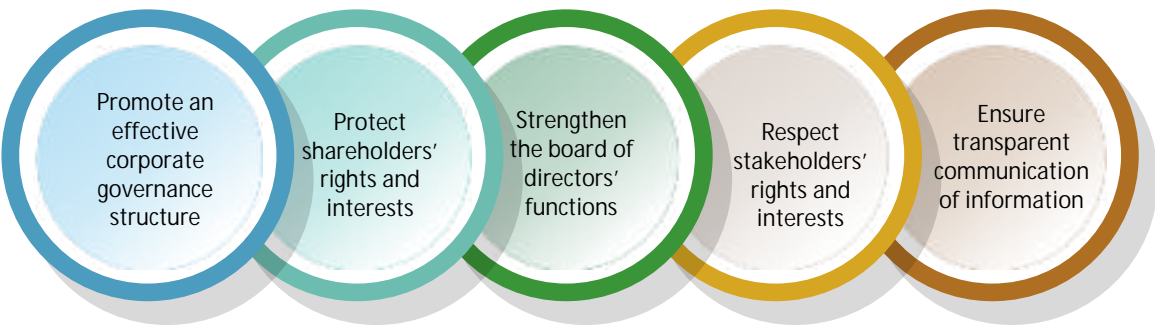 Promote an
effective
corporate
governance
structure
Protect
shareholders’
rights and
interests
Strengthen
the board of
directors’
functions
Respect
stakeholders’
rights and
interests
Ensure
transparent
communication
of information